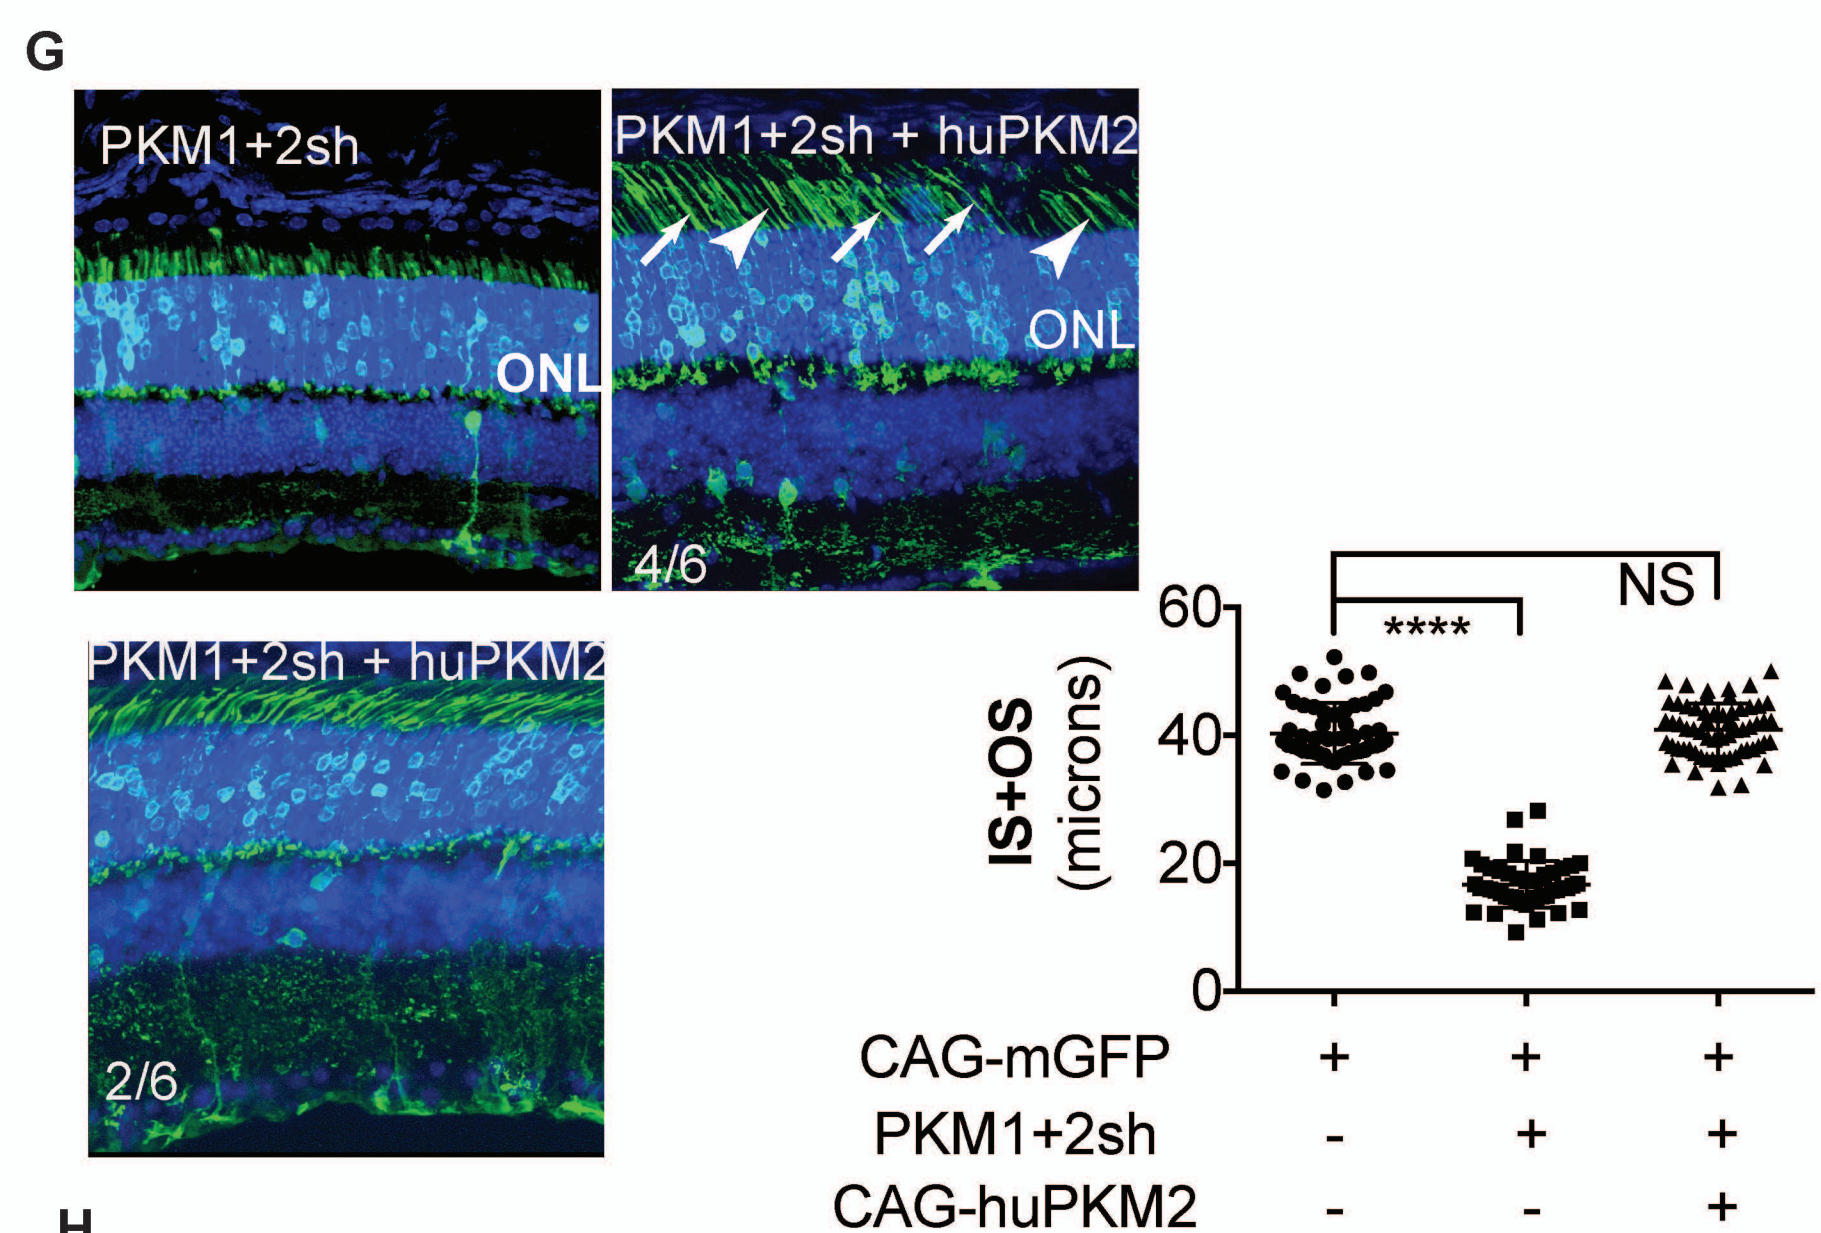 G
PKM1+2sh
ONL
PKM1+2sh + huPKM2
ONL
4/6
PKM1+2sh + huPKM2
2/6
NS
****
60
40
20
0
IS+OS
(microns)
CAG-mGFP + + +
PKM1+2sh - + +
CAG-huPKM2 - - +
H